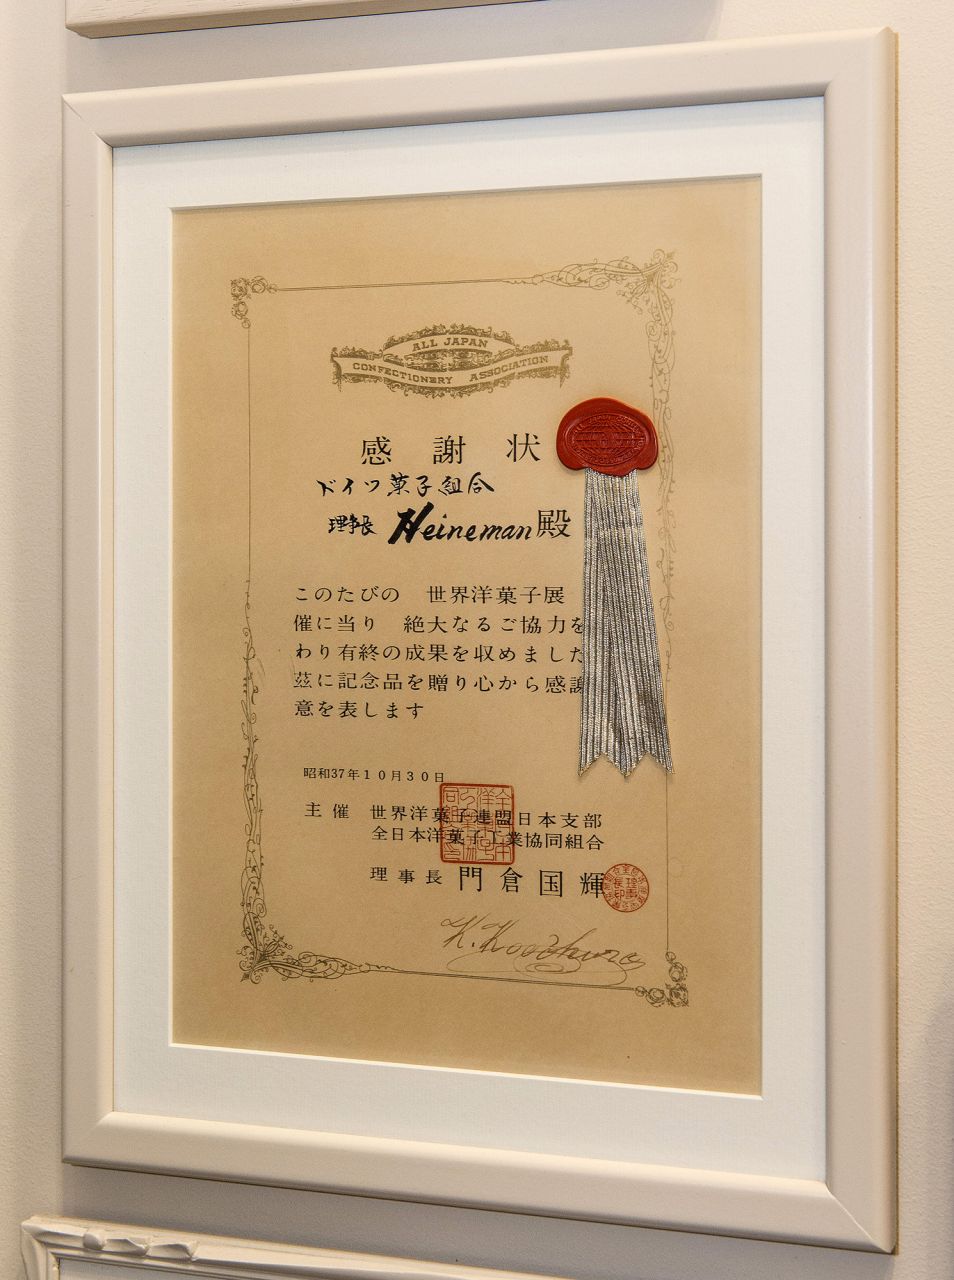 ALL JAPAN
CONFECTIONERY ASSOCIATION
感謝状
ドイツ菓子組合
理事長 Heineman 殿
このたびの 世界洋菓子展
催に当り 絶大なるご協力を
わり有終の成果を収めました
茲に記念品を贈り心から感謝
意を表します
昭和37年10月30日
主催 世界洋菓子連盟日本支部
全日本洋菓子工業協同組合
理事長 門倉国輝